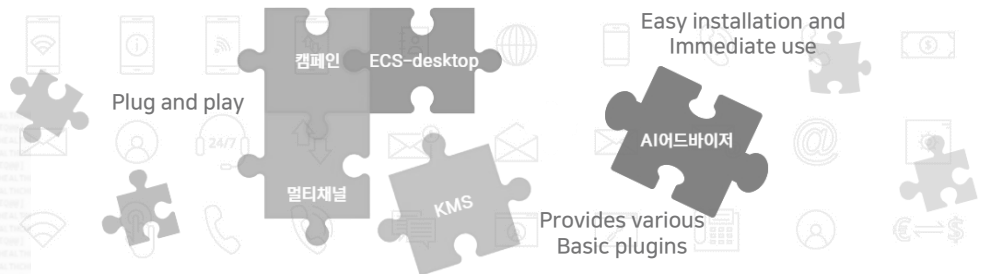 Easy installation and
Immediate use
캠페인
ECS-desktop
Plug and play
24/7
AI어드바이저
멀티채널
KMS
Provides various
Basic plugins